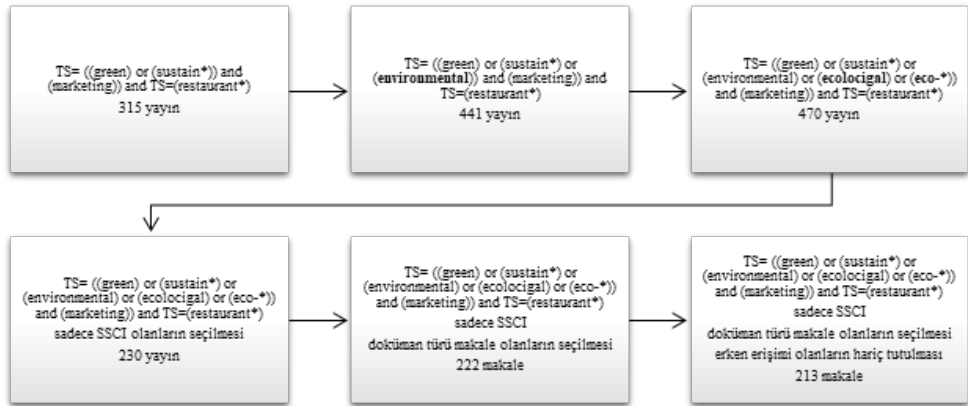 TS= ((green) or (sustain*)) and
(marketing)) and TS=(restaurant*)
315 yayın
TS= ((green) or (sustain*) or
(environmental)) and (marketing)) and
TS=(restaurant*)
441 yayın
TS= ((green) or (sustain*) or
(environmental) or (ecolocigal) or (eco-*))
and (marketing)) and TS=(restaurant*)
470 yayın
TS= ((green) or (sustain*) or
(environmental) or (ecolocigal) or (eco-*))
and (marketing)) and TS=(restaurant*)
sadece SSCI olanların seçilmesi
230 yayın
TS= ((green) or (sustain*) or
(environmental) or (ecolocigal) or (eco-*))
and (marketing)) and TS=(restaurant*)
sadece SSCI
doküman türü makale olanların seçilmesi
222 makale
TS= ((green) or (sustain*) or
(environmental) or (ecolocigal) or (eco-*))
and (marketing)) and TS=(restaurant*)
sadece SSCI
doküman türü makale olanların seçilmesi
erken erişimi olanların hariç tutulması
213 makale